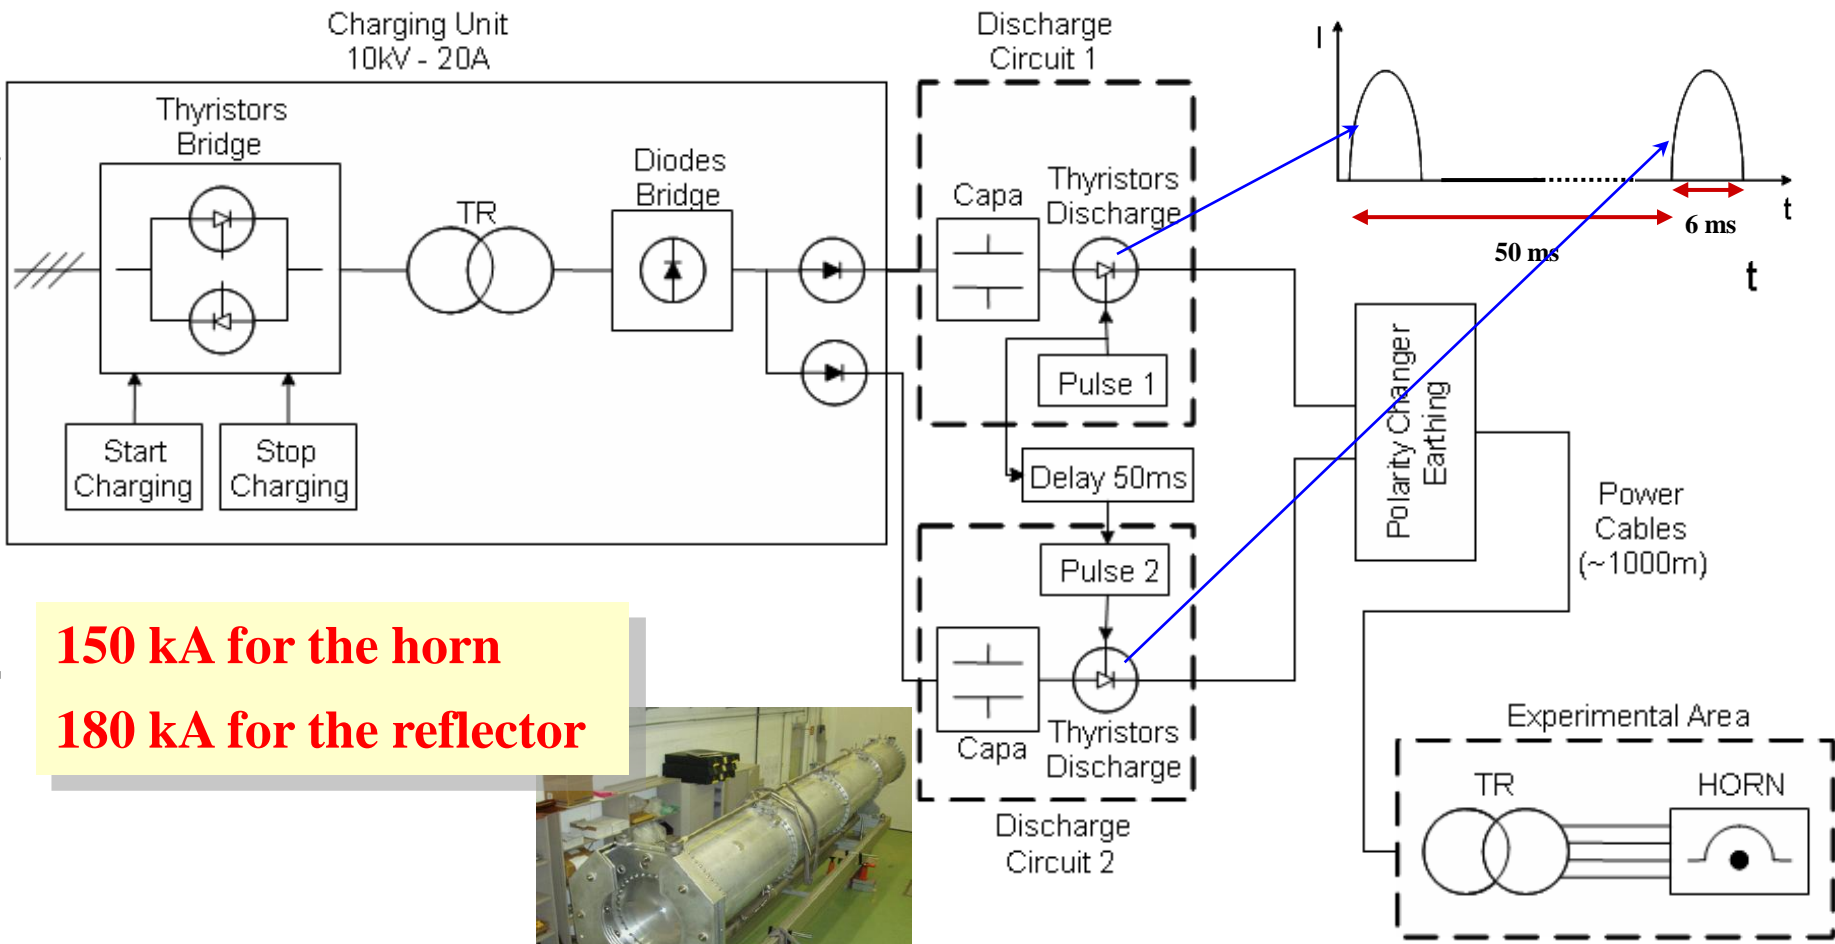 Charging Unit
10kV - 20A
Discharge
Circuit 1
I
Thyristors
Bridge
Diodes
Bridge
TR
Capa
Thyristors
Discharge
t
6 ms
50 ms
t
Pulse 1
Start
Charging
Stop
Charging
Delay 50ms
Polarity Changer
Earthing
Power
Cables
(~1000m)
Pulse 2
150 kA for the horn
180 kA for the reflector
Capa
Thyristors
Discharge
Discharge
Circuit 2
Experimental Area
TR
HORN